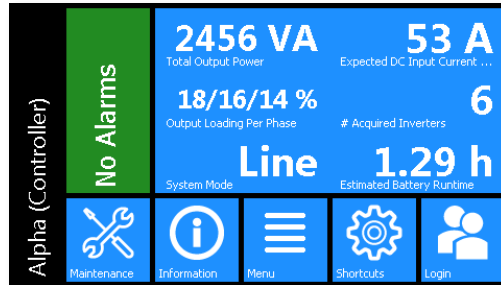 Alpha (Controller)
No Alarms
2456 VA
Total Output Power
53 A
Expected DC Input Current ...
18/16/14 %
Output Loading Per Phase
6
# Acquired Inverters
Line
System Mode
1.29 h
Estimated Battery Runtime
Maintenance
Information
Menu
Shortcuts
Login